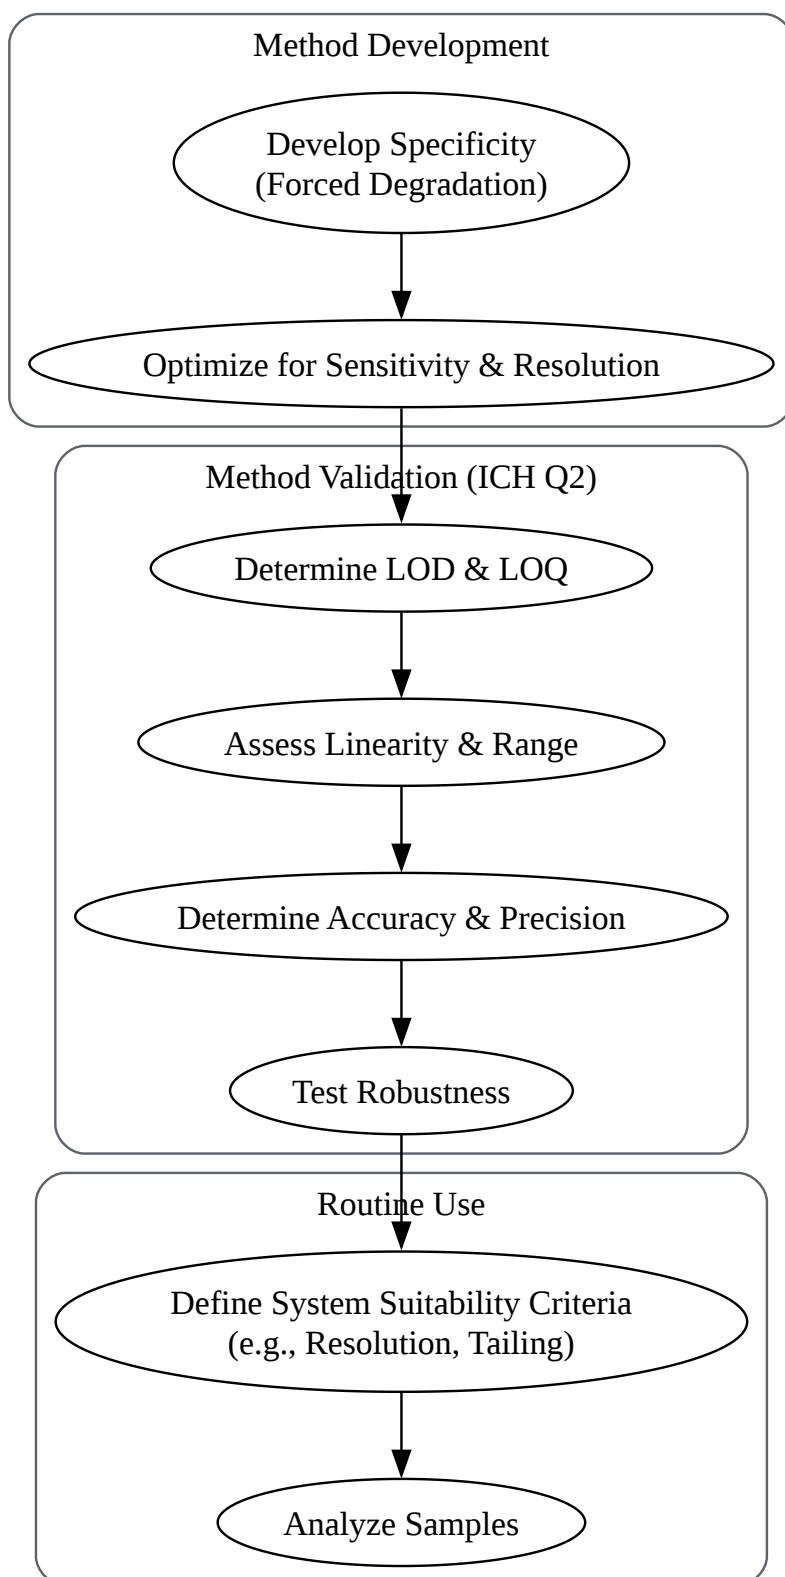 Method Development
Develop Specificity
(Forced Degradation)
Optimize for Sensitivity & Resolution
Method Validation (ICH Q2)
Determine LOD & LOQ
Assess Linearity & Range
Determine Accuracy & Precision
Test Robustness
Routine Use
Define System Suitability Criteria
(e.g., Resolution, Tailing)
Analyze Samples